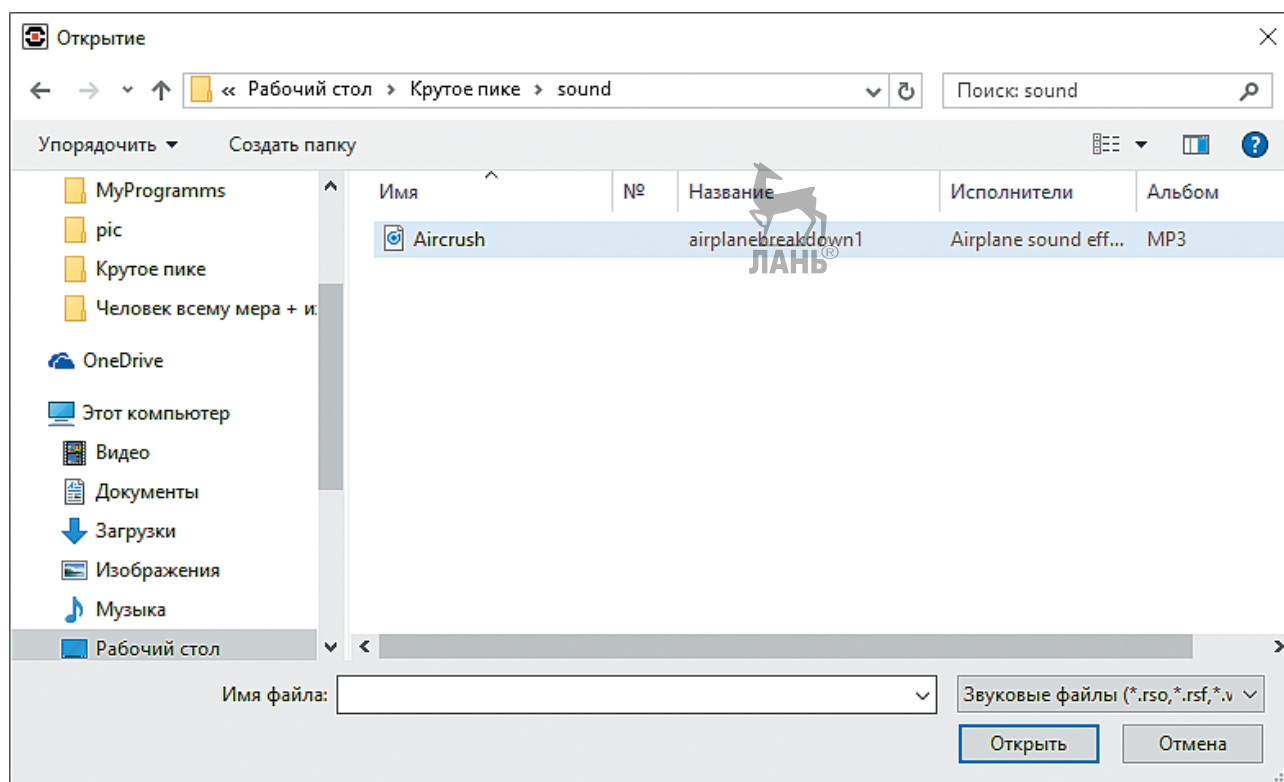 Открытие
« Рабочий стол › Крутое пике › sound
Поиск: sound
Упорядочить
Создать папку
?
MyProgramms
pic
Крутое пике
Человек всему мера + и
OneDrive
Этот компьютер
Видео
Документы
Загрузки
Изображения
Музыка
Рабочий стол
Имя № Название Исполнители Альбом
Aircrush airplanebreakdown1 Airplane sound eff... MP3
ЛАНЬ®
Имя файла:
Звуковые файлы (*.rso,*.rsf,*.v
Открыть
Отмена